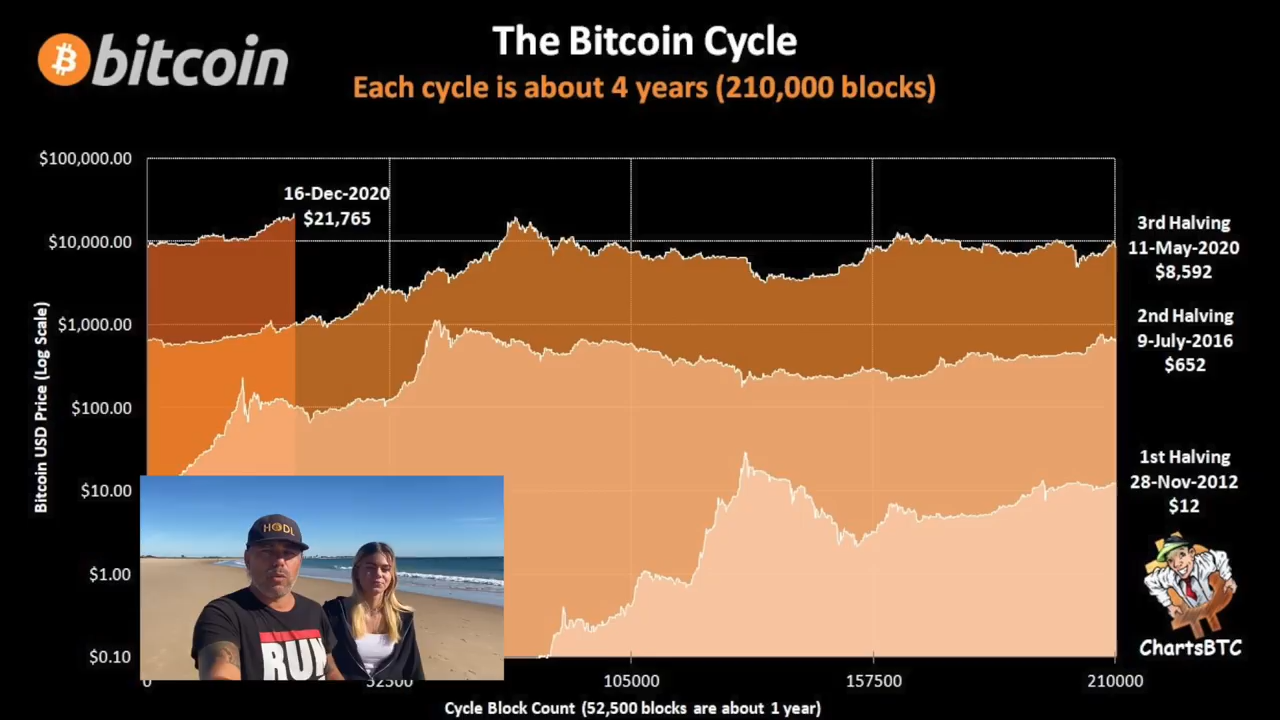 bitcoin
The Bitcoin Cycle
Each cycle is about 4 years (210,000 blocks)
$100,000.00
$10,000.00
$1,000.00
$100.00
$10.00
$1.00
$0.10
Bitcoin USD Price (Log Scale)
16-Dec-2020
$21,765
3rd Halving
11-May-2020
$8,592
2nd Halving
9-July-2016
$652
1st Halving
28-Nov-2012
$12
ChartsBTC
HODL
RUN
0
52500
105000
157500
210000
Cycle Block Count (52,500 blocks are about 1 year)